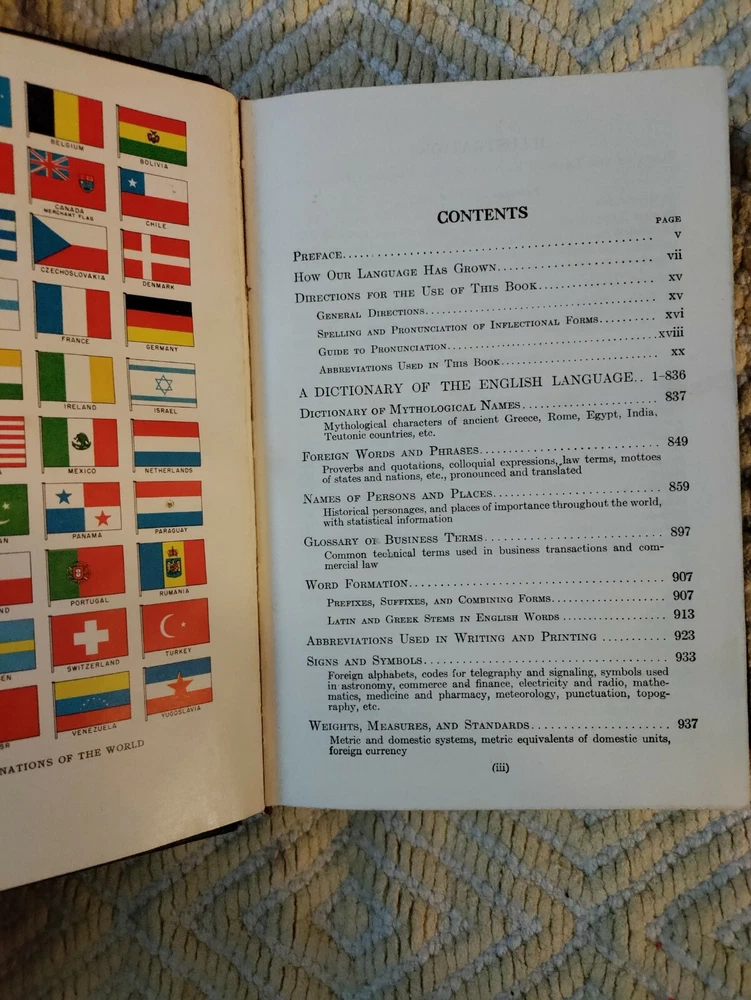 BELGIUM
BOLIVIA
CANADA
MERCHANT FLAG
CHILE
CZECHOSLOVAKIA
DENMARK
FRANCE
GERMANY
IRELAND
ISRAEL
MEXICO
NETHERLANDS
PANAMA
PARAGUAY
PORTUGAL
RUMANIA
SWITZERLAND
TURKEY
VENEZUELA
YUGOSLAVIA
NATIONS OF THE WORLD
CONTENTS
PAGE
PREFACE.... v
HOW OUR LANGUAGE HAS GROWN.... vii
DIRECTIONS FOR THE USE OF THIS BOOK.... xv
GENERAL DIRECTIONS.... xv
SPELLING AND PRONUNCIATION OF INFLECTIONAL FORMS.... xvi
GUIDE TO PRONUNCIATION.... xviii
ABBREVIATIONS USED IN THIS BOOK.... xx
A DICTIONARY OF THE ENGLISH LANGUAGE.. 1–836
DICTIONARY OF MYTHOLOGICAL NAMES.... 837
Mythological characters of ancient Greece, Rome, Egypt, India,
Teutonic countries, etc.
FOREIGN WORDS AND PHRASES.... 849
Proverbs and quotations, colloquial expressions, law terms, mottoes
of states and nations, etc., pronounced and translated
NAMES OF PERSONS AND PLACES.... 859
Historical personages, and places of importance throughout the world,
with statistical information
GLOSSARY OF BUSINESS TERMS.... 897
Common technical terms used in business transactions and com-
mercial law
WORD FORMATION.... 907
PREFIXES, SUFFIXES, AND COMBINING FORMS.... 907
LATIN AND GREEK STEMS IN ENGLISH WORDS.... 913
ABBREVIATIONS USED IN WRITING AND PRINTING.... 923
SIGNS AND SYMBOLS.... 933
Foreign alphabets, codes for telegraphy and signaling, symbols used
in astronomy, commerce and finance, electricity and radio, mathe-
matics, medicine and pharmacy, meteorology, punctuation, topog-
raphy, etc.
WEIGHTS, MEASURES, AND STANDARDS.... 937
Metric and domestic systems, metric equivalents of domestic units,
foreign currency
(iii)